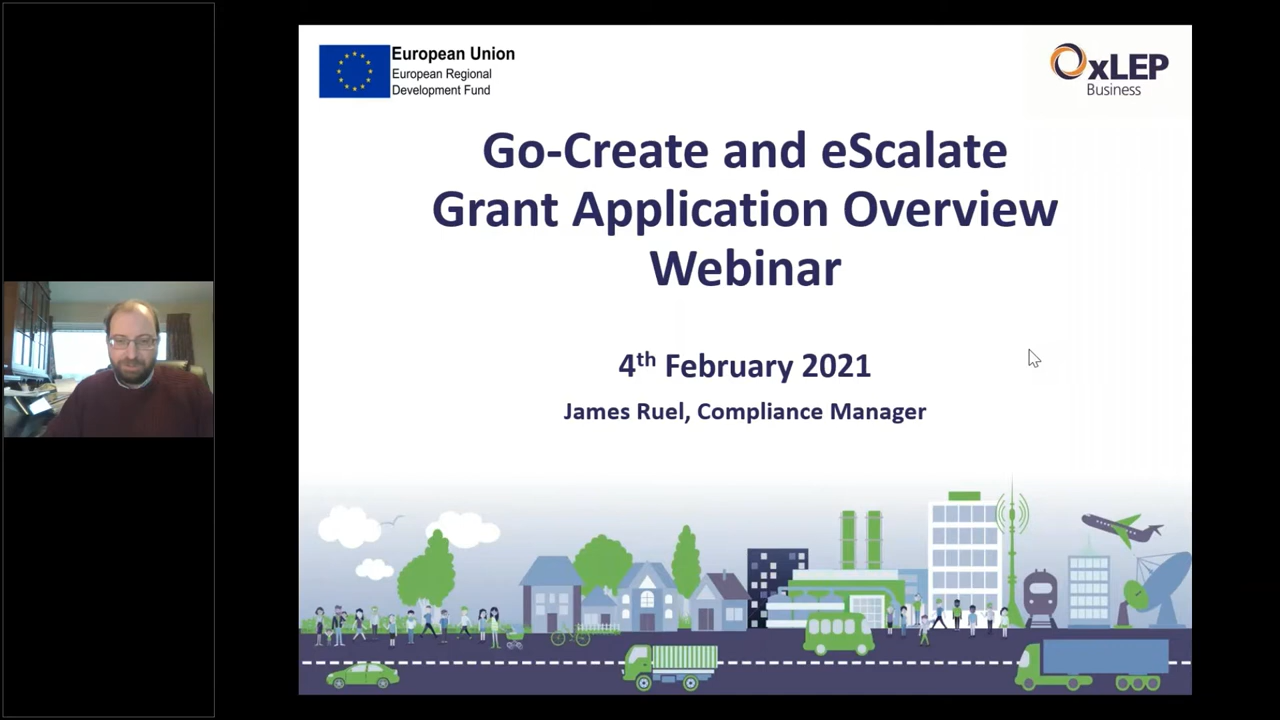 European Union
European Regional
Development Fund
OxLEP
Business
Go-Create and eScalate
Grant Application Overview
Webinar
4th February 2021
James Ruel, Compliance Manager